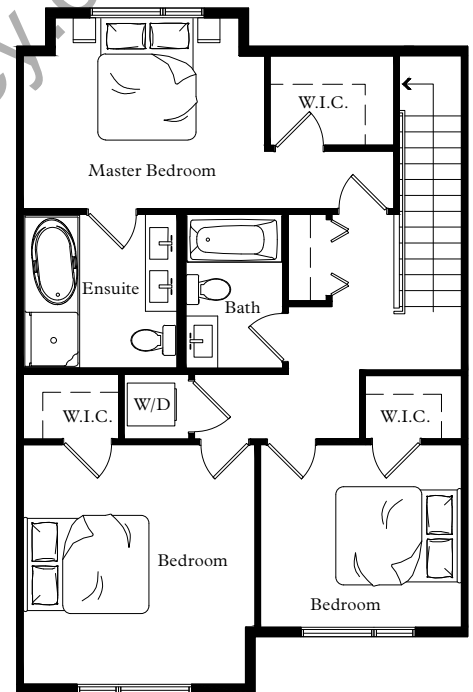 W.I.C.
Master Bedroom
Ensuite
Bath
W/D
W.I.C.
W.I.C.
Bedroom
Bedroom